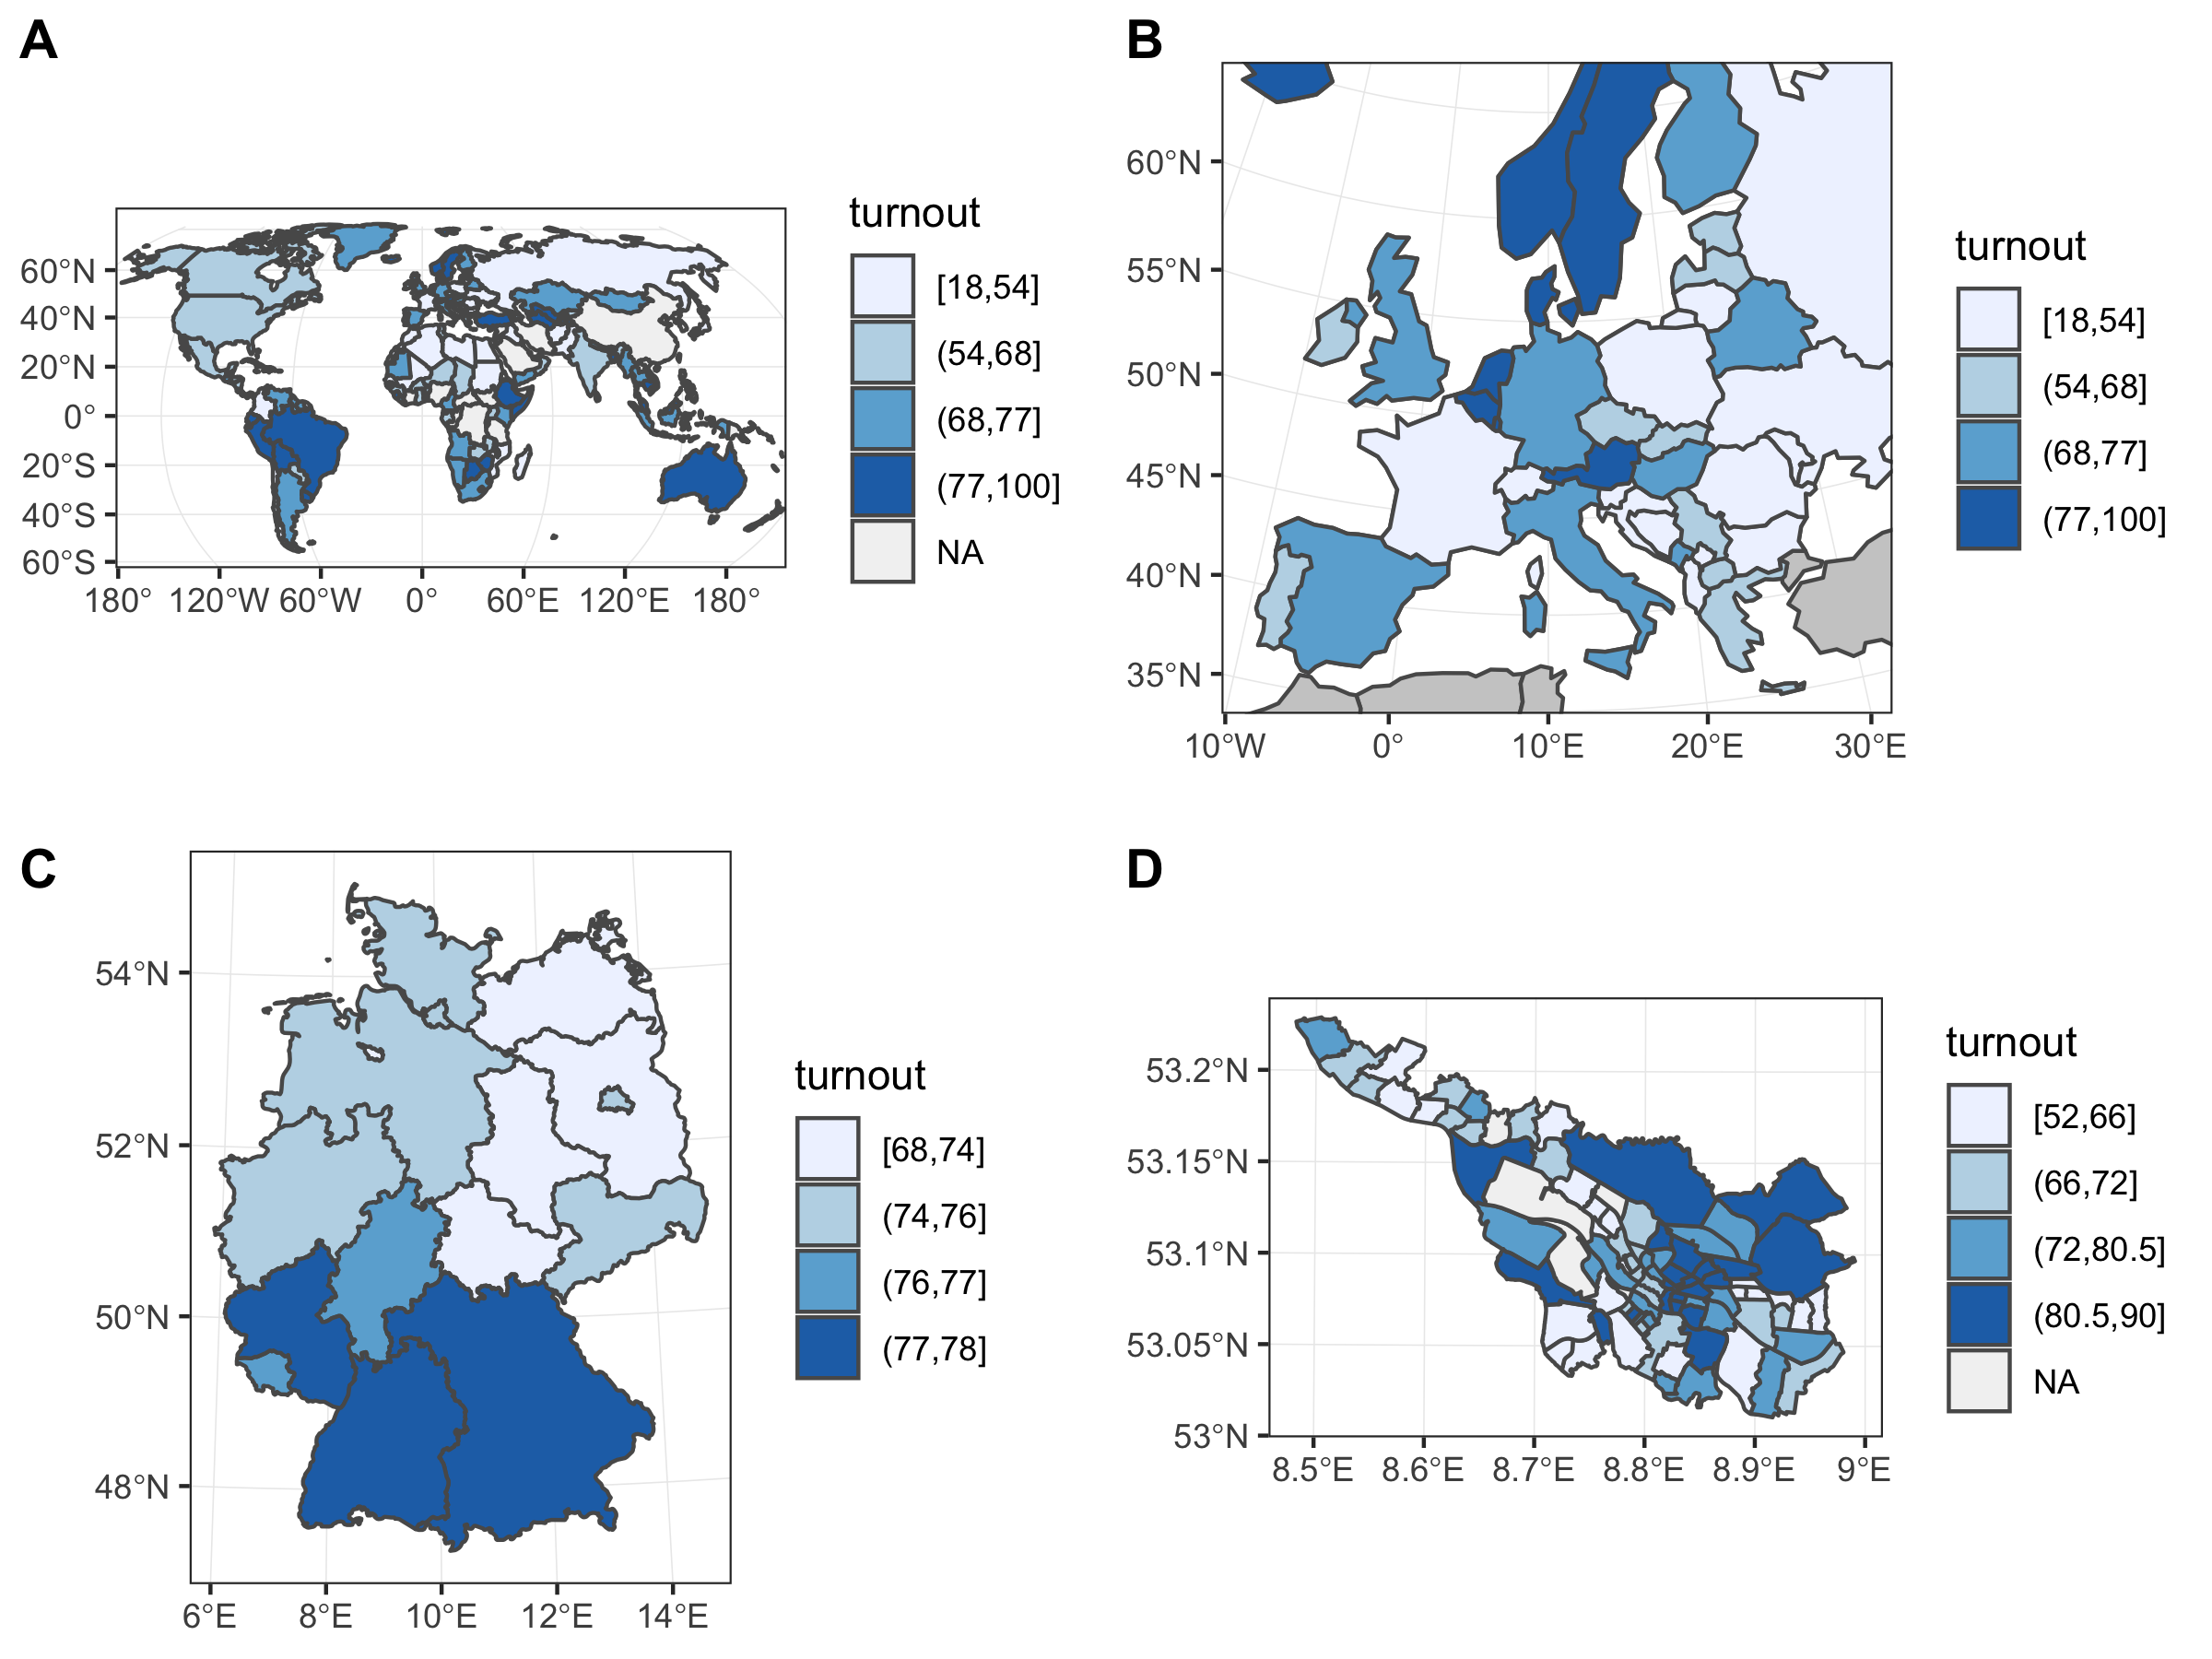 A
60°N
40°N
20°N
0°
20°S
40°S
60°S
180° 120°W 60°W 0° 60°E 120°E 180°
turnout
[18,54]
(54,68]
(68,77]
(77,100]
NA
B
60°N
55°N
50°N
45°N
40°N
35°N
10°W 0° 10°E 20°E 30°E
turnout
[18,54]
(54,68]
(68,77]
(77,100]
C
54°N
52°N
50°N
48°N
6°E 8°E 10°E 12°E 14°E
turnout
[68,74]
(74,76]
(76,77]
(77,78]
D
53.2°N
53.15°N
53.1°N
53.05°N
53°N
8.5°E 8.6°E 8.7°E 8.8°E 8.9°E 9°E
turnout
[52,66]
(66,72]
(72,80.5]
(80.5,90]
NA